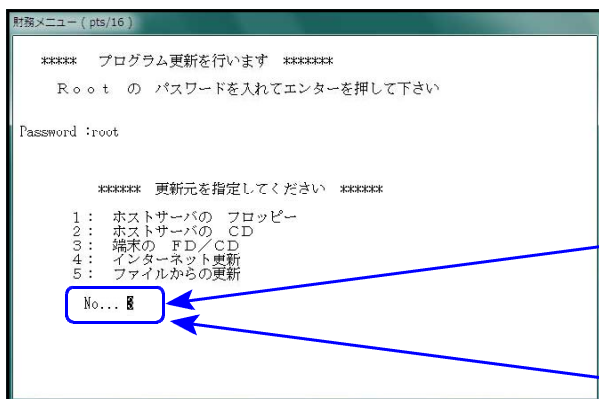 財務メニュー ( pts/16 )
***** プログラム更新を行います *******
Ｒｏｏｔ の パスワードを入れてエンターを押して下さい
Password :root
****** 更新元を指定してください ******
1： ホストサーバの フロッピー
2： ホストサーバの ＣＤ
3： 端末の ＦＤ／ＣＤ
4： インターネット更新
5： ファイルからの更新
No...